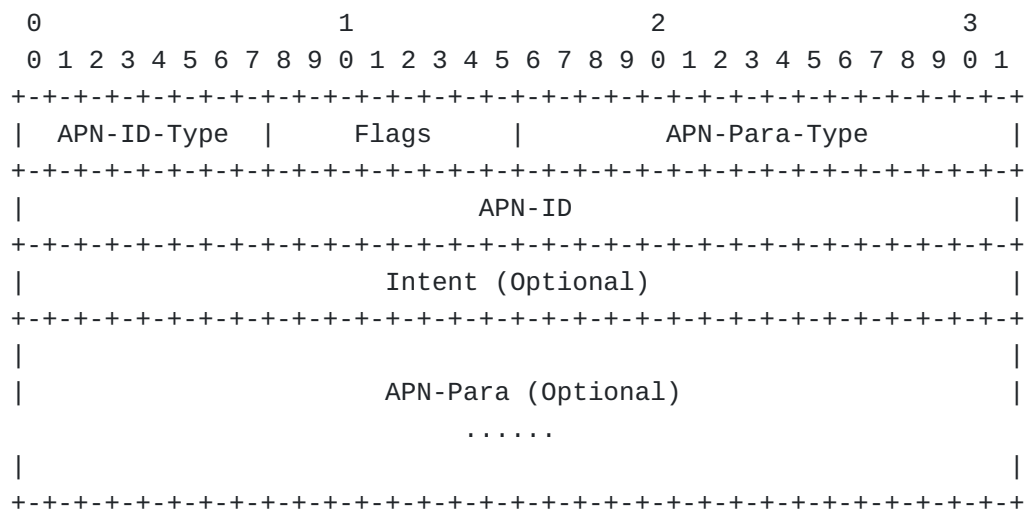 0                   1                   2                   3
 0 1 2 3 4 5 6 7 8 9 0 1 2 3 4 5 6 7 8 9 0 1 2 3 4 5 6 7 8 9 0 1
+-+-+-+-+-+-+-+-+-+-+-+-+-+-+-+-+-+-+-+-+-+-+-+-+-+-+-+-+-+-+-+-+
|  APN-ID-Type  |     Flags     |         APN-Para-Type         |
+-+-+-+-+-+-+-+-+-+-+-+-+-+-+-+-+-+-+-+-+-+-+-+-+-+-+-+-+-+-+-+-+
|                             APN-ID                            |
+-+-+-+-+-+-+-+-+-+-+-+-+-+-+-+-+-+-+-+-+-+-+-+-+-+-+-+-+-+-+-+-+
|                       Intent (Optional)                       |
+-+-+-+-+-+-+-+-+-+-+-+-+-+-+-+-+-+-+-+-+-+-+-+-+-+-+-+-+-+-+-+-+
|                                                               |
|                       APN-Para (Optional)                     |
                             ......
|                                                               |
+-+-+-+-+-+-+-+-+-+-+-+-+-+-+-+-+-+-+-+-+-+-+-+-+-+-+-+-+-+-+-+-+